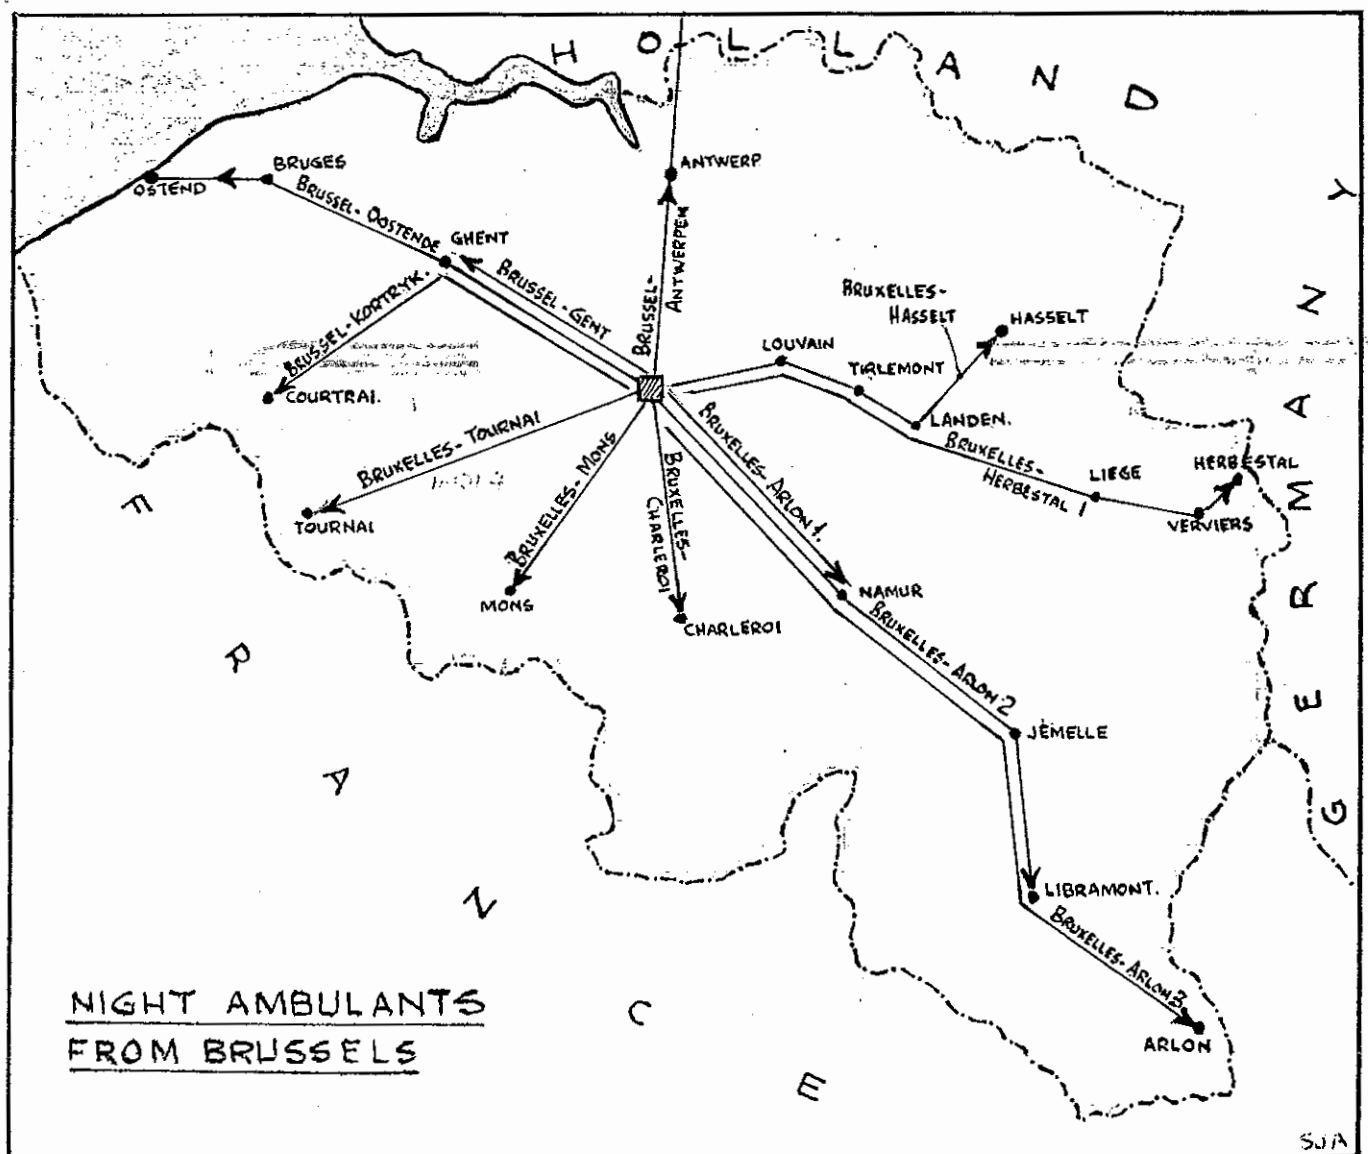 HOLLAND
GERMANY
FRANCE
OSTEND
BRUGES
BRUSSEL-OOSTENDE
GHENT
BRUSSEL-GENT
BRUSSEL-KORTRYK.
COURTRAI.
ANTWERP.
BRUSSEL-
ANTWERPEN
BRUXELLES-
HASSELT
HASSELT
LOUVAIN
TIRLEMONT
LANDEN.
BRUXELLES-
HERBESTAL 1
LIEGE
HERBESTAL
VERVIERS
BRUXELLES-TOURNAI
TOURNAI
BRUXELLES-MONS
MONS
BRUXELLES-
CHARLEROI
CHARLEROI
BRUXELLES-ARLON 1.
NAMUR
BRUXELLES-ARLON 2
JEMELLE
LIBRAMONT.
BRUXELLES-ARLON 3
ARLON
NIGHT AMBULANTS
FROM BRUSSELS
SJA